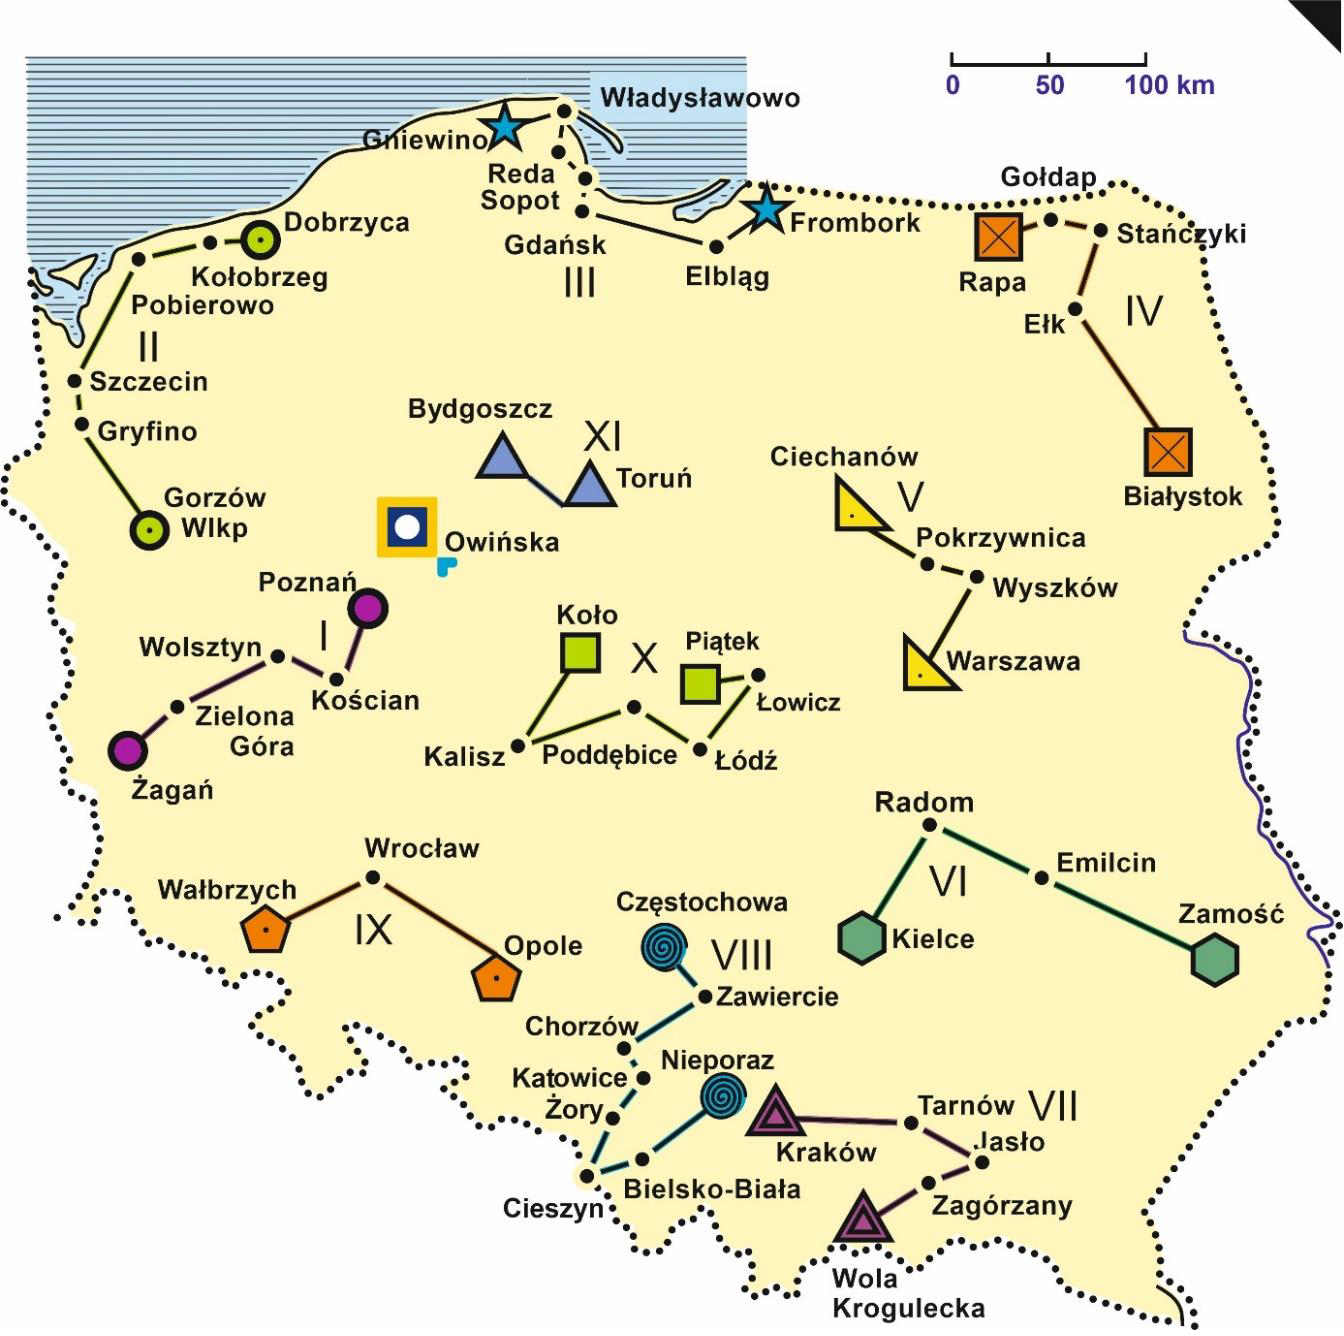 0 50 100 km
Władysławowo
Gniewino
Reda
Sopot
Gdańsk
III
Elbląg
Frombork
Gołdap
Stańczyki
Rapa
Ełk
IV
Białystok
Dobrzyca
Kołobrzeg
Pobierowo
II
Szczecin
Gryfino
Gorzów
Wlkp
Bydgoszcz
XI
Toruń
Owińska
Ciechanów
V
Pokrzywnica
Wyszków
Warszawa
Poznań
I
Wolsztyn
Kościan
Zielona
Góra
Żagań
Koło
X
Piątek
Łowicz
Kalisz
Poddębice
Łódź
Radom
VI
Emilcin
Kielce
Zamość
Wrocław
Wałbrzych
IX
Opole
Częstochowa
VIII
Zawiercie
Chorzów
Nieporaz
Katowice
Żory
Cieszyn
Bielsko-Biała
Tarnów VII
Jasło
Kraków
Zagórzany
Wola
Krogulecka